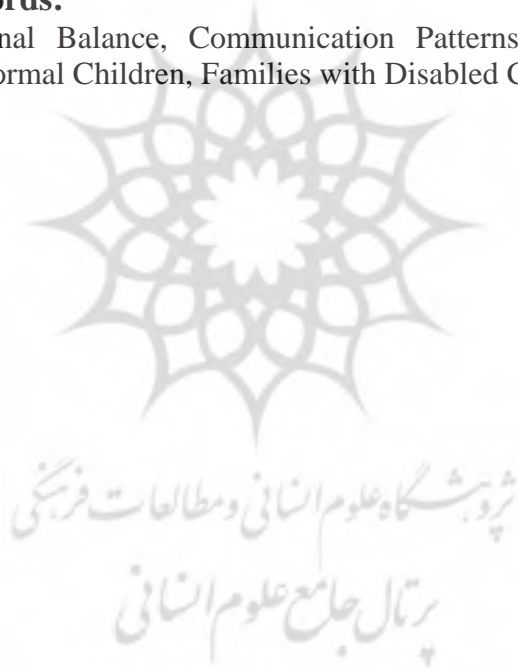 ords:
nal Balance, Communication Patterns
ormal Children, Families with Disabled C
پژوهشگاه علوم انسانی و مطالعات فرهنگی
پرتال جامع علوم انسانی